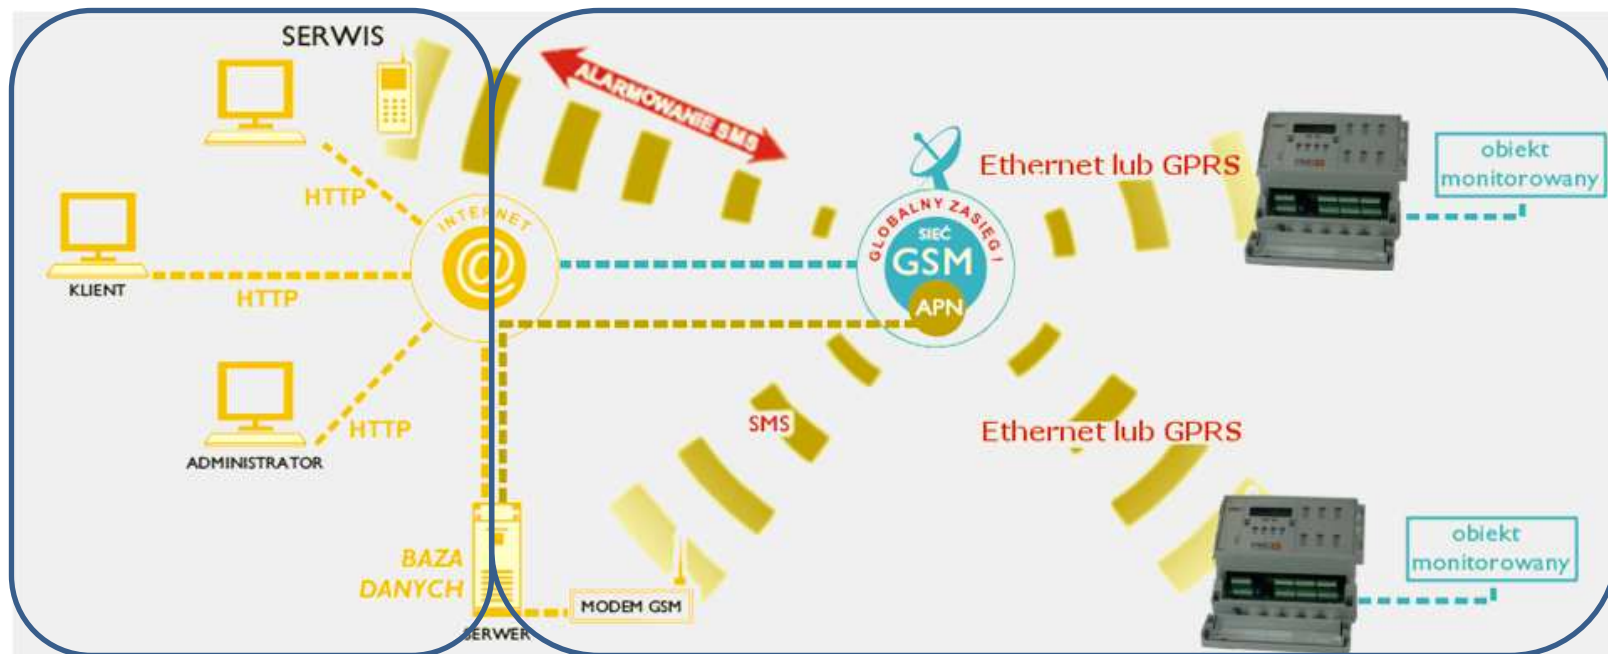 SERWIS
ALARMOWANIE SMS
HTTP
INTERNET
@
KLIENT
HTTP
HTTP
ADMINISTRATOR
BAZA
DANYCH
SERWER
MODEM GSM
SMS
GLOBALNY ZASIĘG !
SIEĆ
GSM
APN
Ethernet lub GPRS
obiekt
monitorowany
Ethernet lub GPRS
obiekt
monitorowany